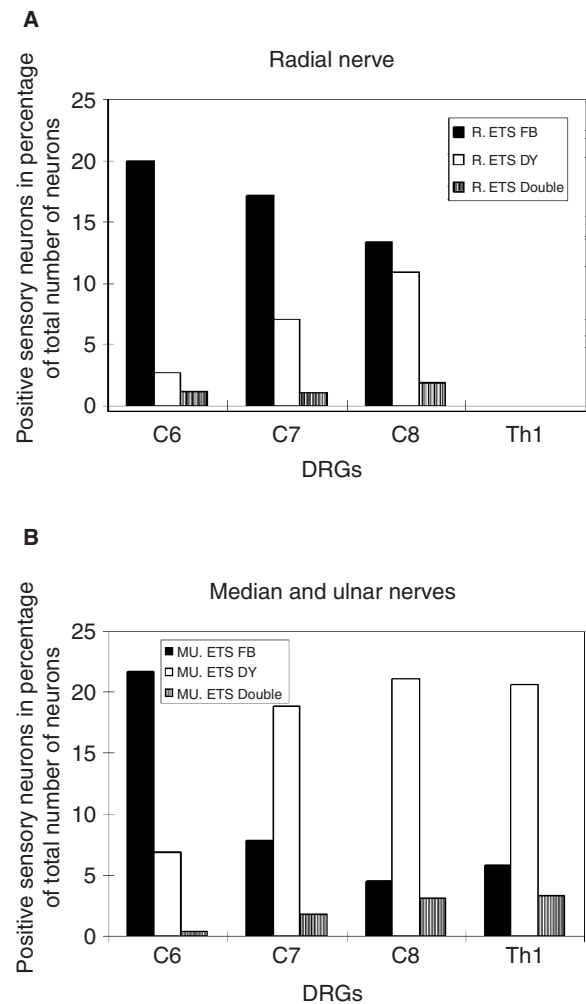 A
Radial nerve
Positive sensory neurons in percentage
of total number of neurons
25
20
15
10
5
0
R. ETS FB
R. ETS DY
R. ETS Double
C6 C7 C8 Th1
DRGs
B
Median and ulnar nerves
Positive sensory neurons in percentage
of total number of neurons
25
20
15
10
5
0
MU. ETS FB
MU. ETS DY
MU. ETS Double
C6 C7 C8 Th1
DRGs